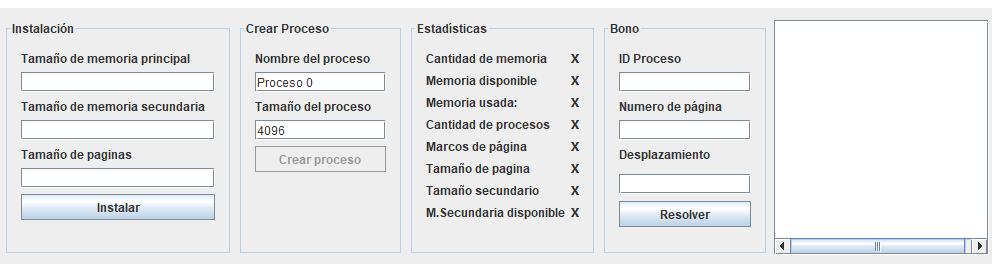 Instalación
Tamaño de memoria principal
Tamaño de memoria secundaria
Tamaño de paginas
Instalar
Crear Proceso
Nombre del proceso
Proceso 0
Tamaño del proceso
4096
Crear proceso
Estadísticas
Cantidad de memoria X
Memoria disponible X
Memoria usada: X
Cantidad de procesos X
Marcos de página X
Tamaño de pagina X
Tamaño secundario X
M.Secundaria disponible X
Bono
ID Proceso
Numero de página
Desplazamiento
Resolver